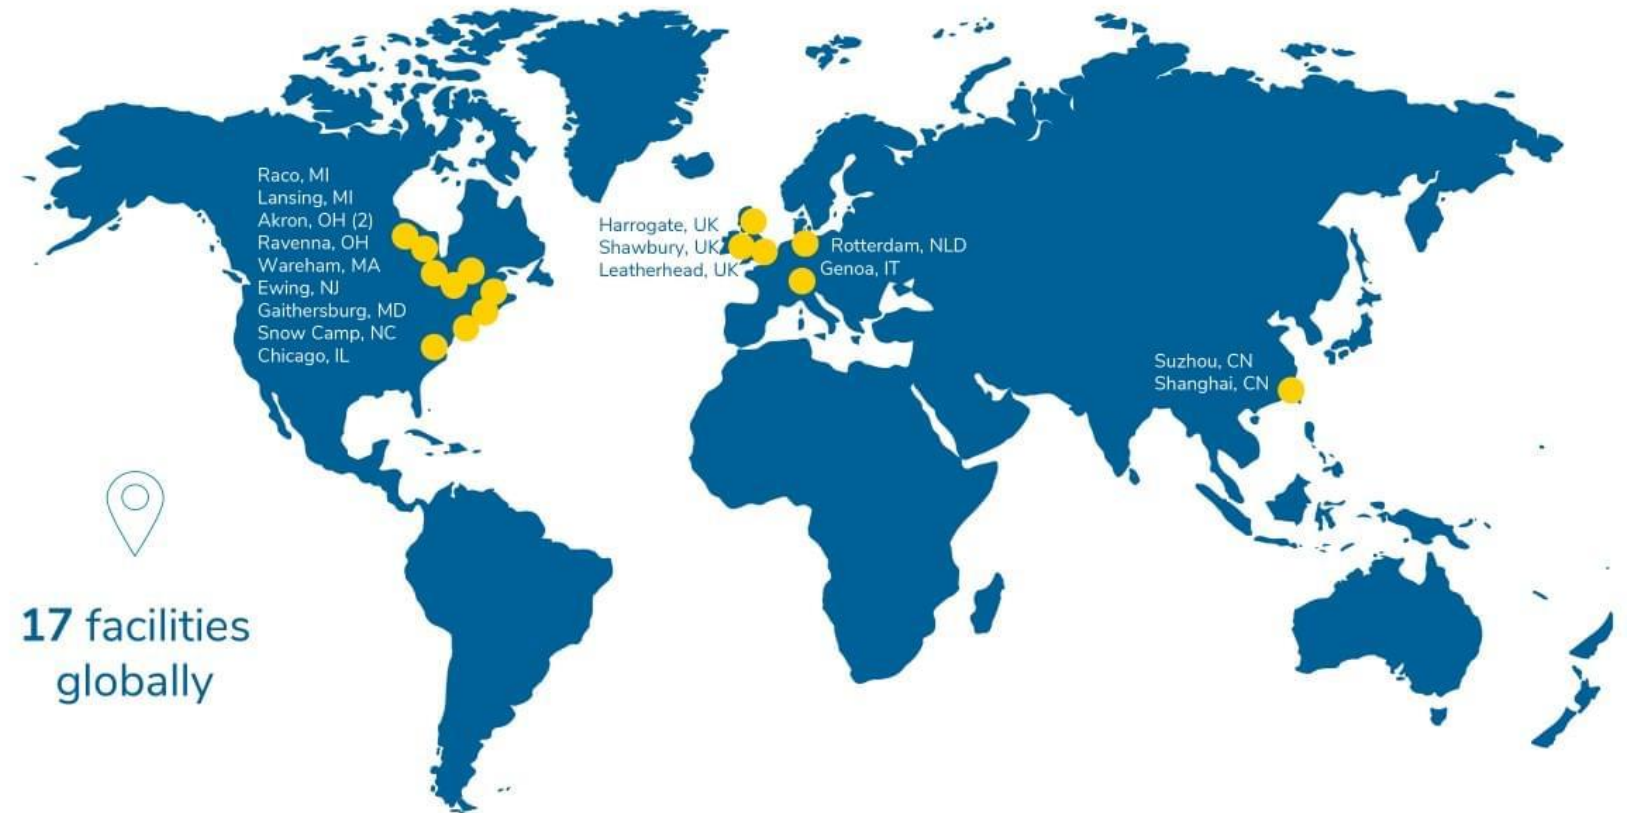 Raco, MI
Lansing, MI
Akron, OH (2)
Ravenna, OH
Wareham, MA
Ewing, NJ
Gaithersburg, MD
Snow Camp, NC
Chicago, IL
Harrogate, UK
Shawbury, UK
Leatherhead, UK
Rotterdam, NLD
Genoa, IT
Suzhou, CN
Shanghai, CN
17 facilities
globally